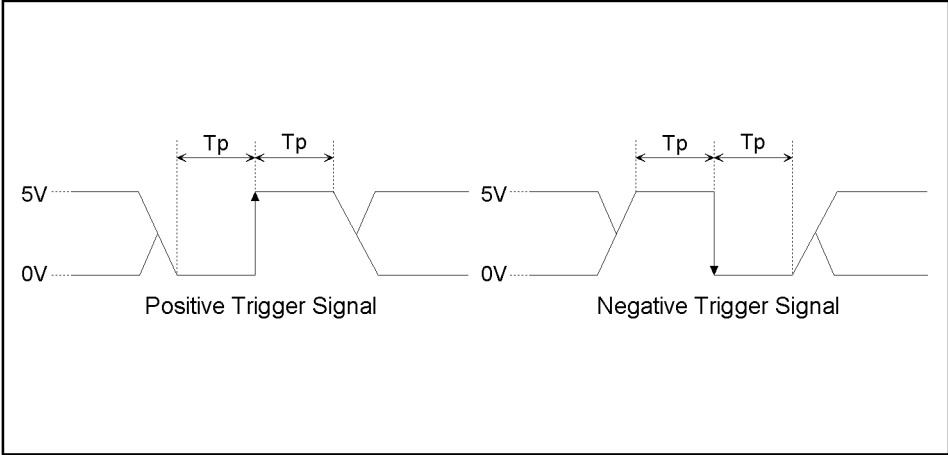 Tp Tp Tp Tp
5V 5V
0V 0V
Positive Trigger Signal Negative Trigger Signal